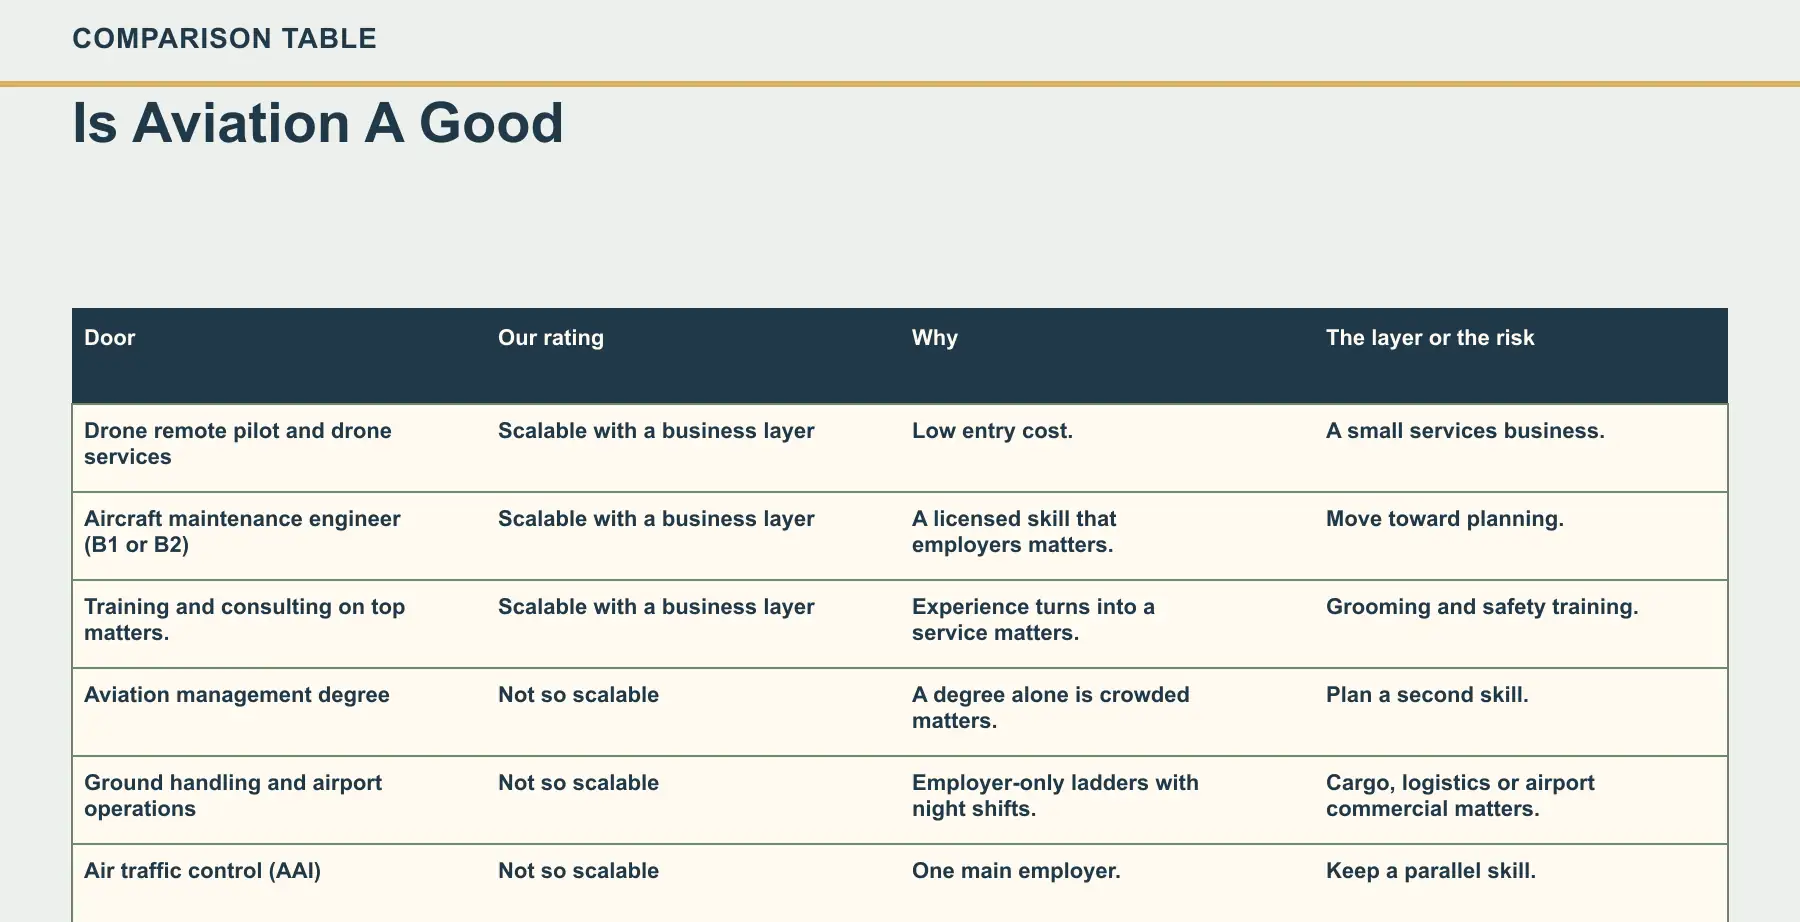 COMPARISON TABLE
Is Aviation A Good
Door
Our rating
Why
The layer or the risk
Drone remote pilot and drone
services
Scalable with a business layer
Low entry cost.
A small services business.
Aircraft maintenance engineer
(B1 or B2)
Scalable with a business layer
A licensed skill that
employers matters.
Move toward planning.
Training and consulting on top
matters.
Scalable with a business layer
Experience turns into a
service matters.
Grooming and safety training.
Aviation management degree
Not so scalable
A degree alone is crowded
matters.
Plan a second skill.
Ground handling and airport
operations
Not so scalable
Employer-only ladders with
night shifts.
Cargo, logistics or airport
commercial matters.
Air traffic control (AAI)
Not so scalable
One main employer.
Keep a parallel skill.